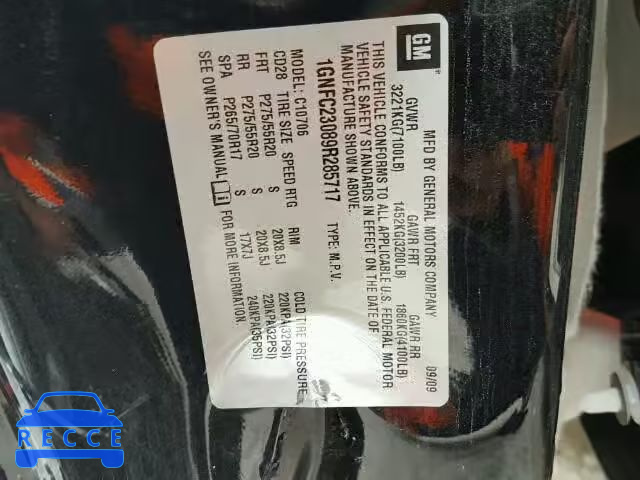 GM
MFD BY GENERAL MOTORS COMPANY 09/09
GVWR GAWR FRT GAWR RR
3221KG(7100LB) 1452KG(3200LB) 1860KG(4100LB)
THIS VEHICLE CONFORMS TO ALL APPLICABLE U.S. FEDERAL MOTOR
VEHICLE SAFETY STANDARDS IN EFFECT ON THE DATE OF
MANUFACTURE SHOWN ABOVE.
1GNFC23089R285717 TYPE: M.P.V.
MODEL: C10706
CD28 TIRE SIZE SPEED RTG RIM COLD TIRE PRESSURE
FRT P275/55R20 S 20X8.5J 220KPA(32PSI)
RR P275/55R20 S 20X8.5J 220KPA(32PSI)
SPA P265/70R17 S 17X7J 240KPA(35PSI)
SEE OWNER'S MANUAL FOR MORE INFORMATION.
RECCE